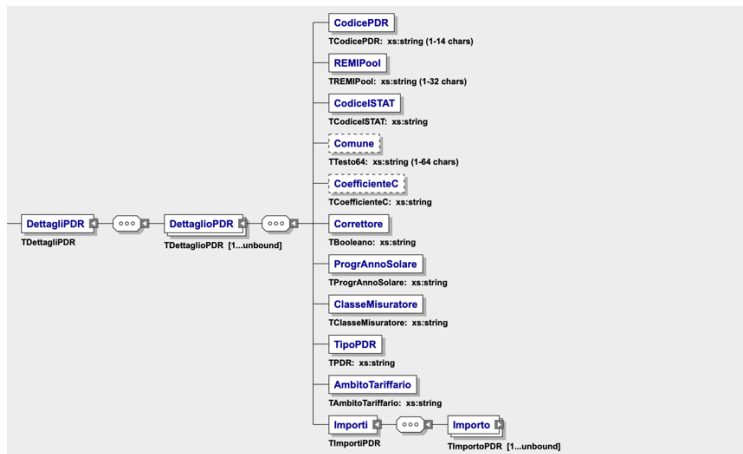 CodicePDR
TCodicePDR: xs:string (1-14 chars)
REMIPool
TREMIPool: xs:string (1-32 chars)
CodiceISTAT
TCodiceISTAT: xs:string
Comune
TTesto64: xs:string (1-64 chars)
CoefficienteC
TCoefficienteC: xs:string
DettagliPDR
TDettagliPDR
DettaglioPDR
TDettaglioPDR [1...unbound]
Correttore
TBooleano: xs:string
ProgrAnnoSolare
TProgrAnnoSolare: xs:string
ClasseMisuratore
TClasseMisuratore: xs:string
TipoPDR
TPDR: xs:string
AmbitoTariffario
TAmbitoTariffario: xs:string
Importi
TImportiPDR
Importo
TImportoPDR [1...unbound]